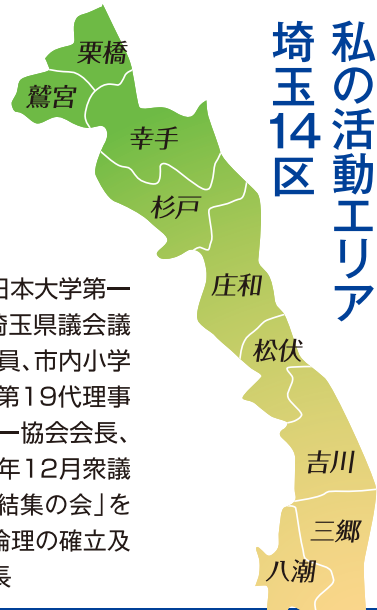 私の活動エリア
埼玉14区
栗橋
鷲宮
幸手
杉戸
庄和
松伏
吉川
三郷
八潮
日本大学第一
埼玉県議会議
員、市内小学
第19代理事
ー協会会長、
年12月衆議
結集の会」を
倫理の確立及
長